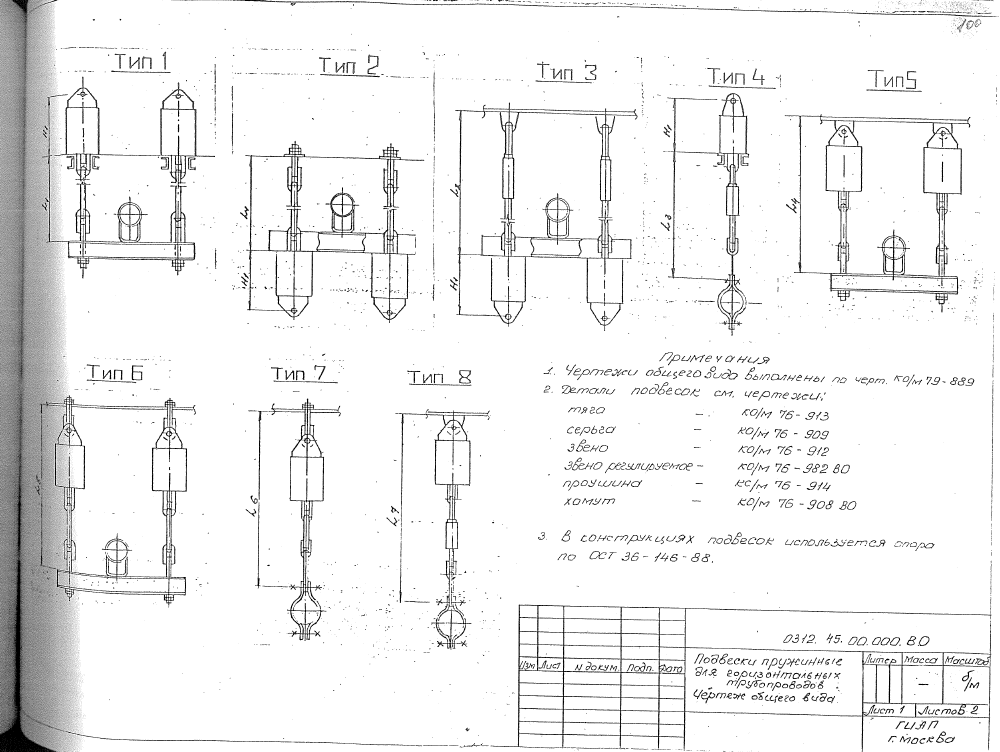 100
Тип 1
Тип 2
Тип 3
Тип 4
Тип 5
H1
L1
L1
H1
L2
H1
H1
L3
L4
Тип 6
Тип 7
Тип 8
L5
L6
L7
Примечания
1. Чертежи общего вида выполнены по черт. КО/М 79-889
2. Детали подвесок см. чертежи:
тяга – КО/М 76 - 913
серьга – КО/М 76 - 909
звено – КО/М 76 - 912
звено регулируемое – КО/М 76 - 982 ВО
проушина – КО/М 76 - 914
хомут – КО/М 76 - 908 ВО
3. В конструкциях подвесок используется опора
по ОСТ 36 - 146 - 88.
0312. 45. 00.000. ВО
Изм Лист N докум. Подп. Дата
Подвески пружинные
для горизонтальных
трубопроводов
Чертеж общего вида.
Литер Масса Масштаб
– б/м
Лист 1 Листов 2
ГИАП
г. Москва